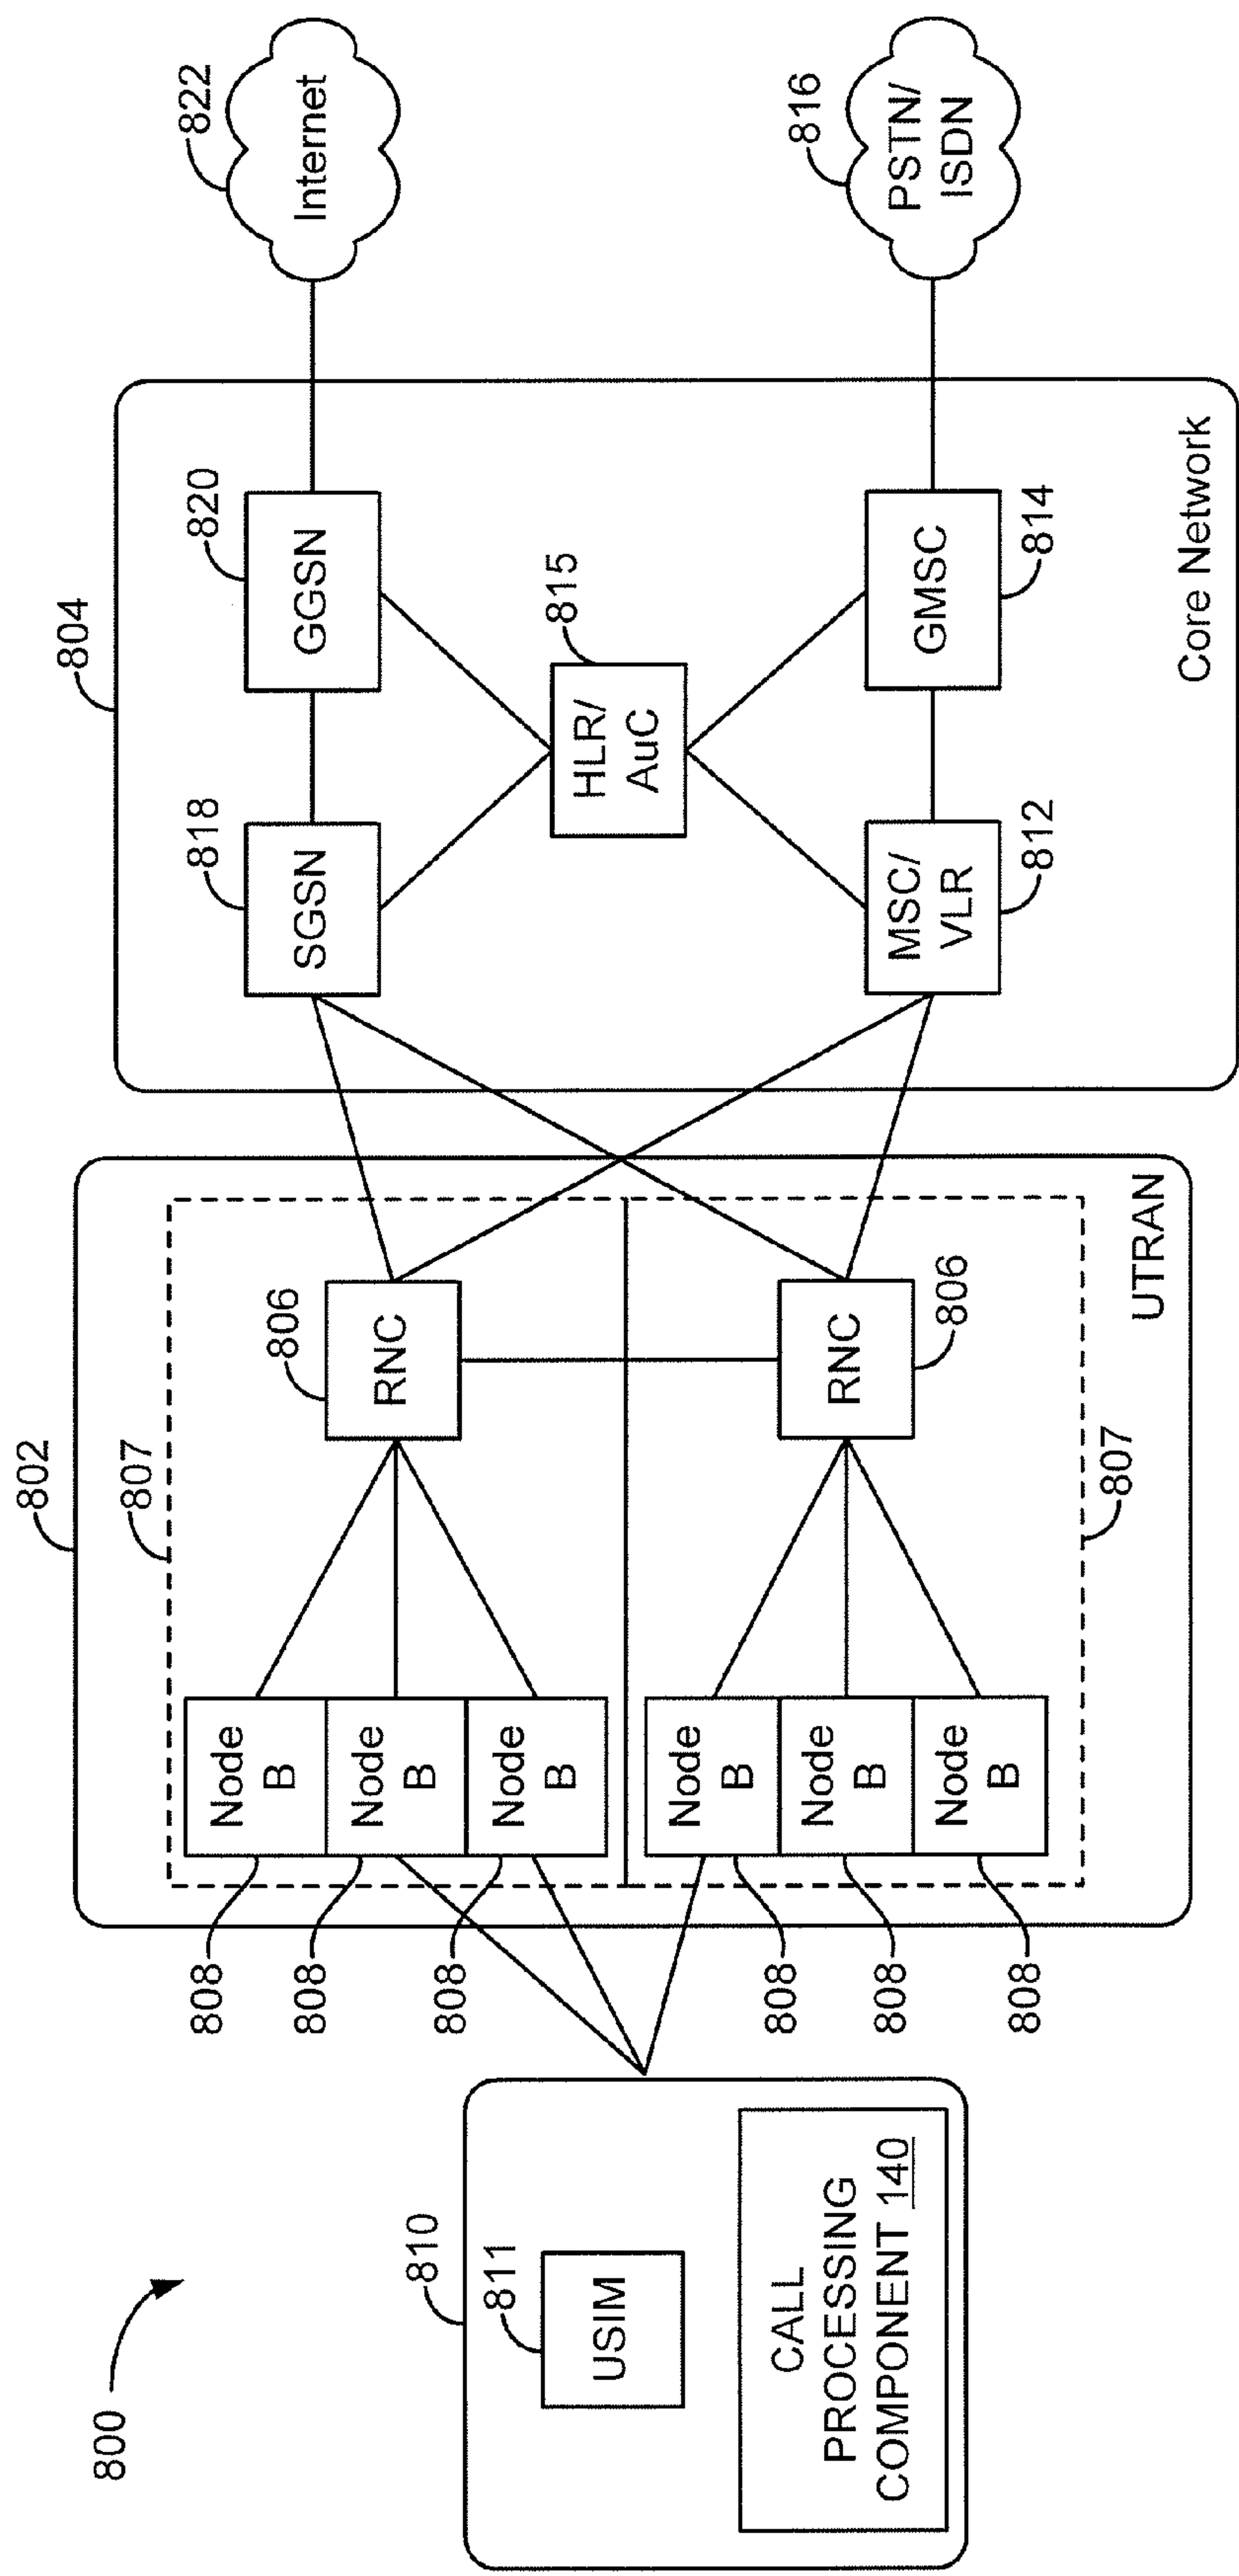 800
810
811
USIM
CALL
PROCESSING
COMPONENT 140
802
807
808
808
808
808
808
808
Node
B
Node
B
Node
B
Node
B
Node
B
Node
B
806
RNC
RNC
806
807
UTRAN
804
818
SGSN
820
GGSN
HLR/
AuC
815
MSC/
VLR
812
GMSC
814
Core Network
822
Internet
816
PSTN/
ISDN